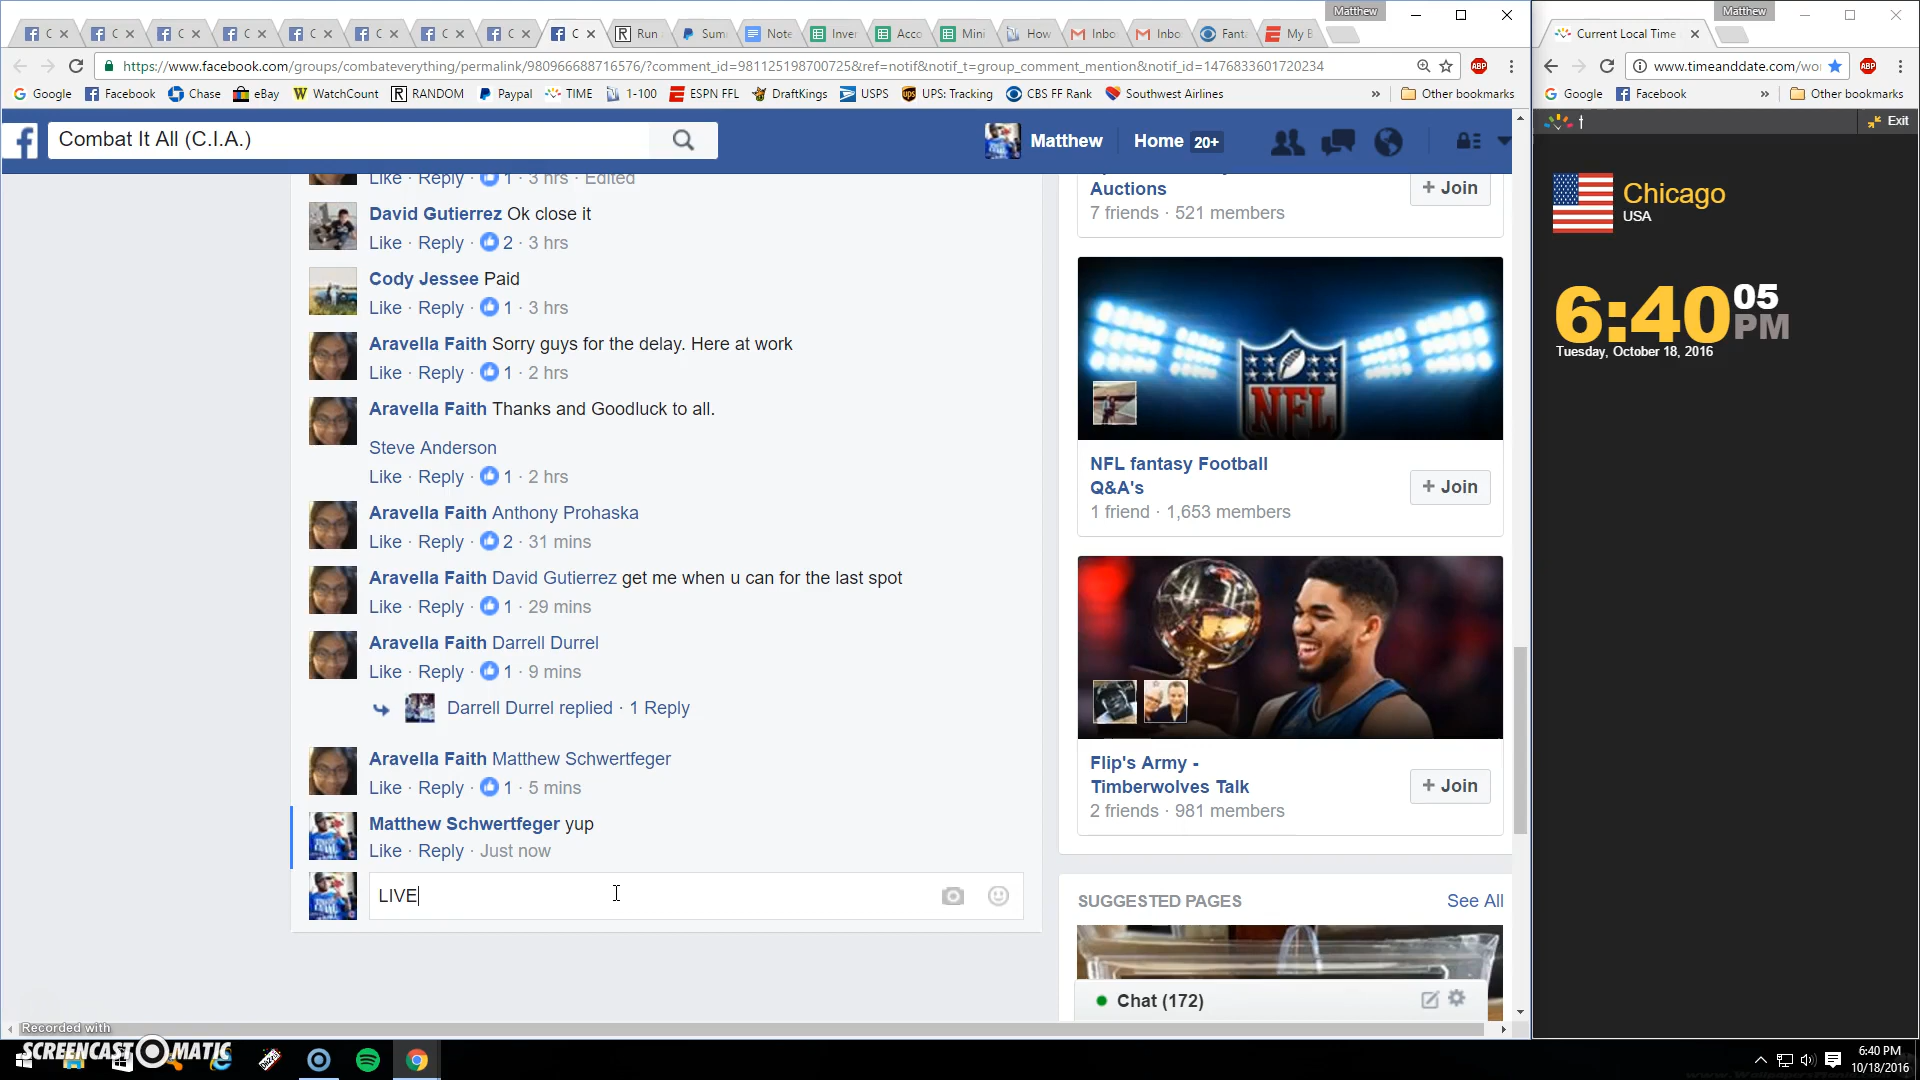 Matthew
Matthew
C C C C C C C C C Run Sum Note Inver Acco Mini How Inbo Inbo Fanta My B
Current Local Time
https://www.facebook.com/groups/combateverything/permalink/980966688716576/?comment_id=981125198700725&ref=notif&notif_t=group_comment_mention&notif_id=1476833601720234
www.timeanddate.com/wo
Google Facebook Chase eBay WatchCount RANDOM Paypal TIME 1-100 ESPN FFL DraftKings USPS UPS: Tracking CBS FF Rank Southwest Airlines » Other bookmarks
Google Facebook » Other bookmarks
Combat It All (C.I.A.)
Matthew Home 20+
Exit
Like · Reply · 1 · 3 hrs · Edited
David Gutierrez Ok close it
Like · Reply · 2 · 3 hrs
Cody Jessee Paid
Like · Reply · 1 · 3 hrs
Aravella Faith Sorry guys for the delay. Here at work
Like · Reply · 1 · 2 hrs
Aravella Faith Thanks and Goodluck to all.
Steve Anderson
Like · Reply · 1 · 2 hrs
Aravella Faith Anthony Prohaska
Like · Reply · 2 · 31 mins
Aravella Faith David Gutierrez get me when u can for the last spot
Like · Reply · 1 · 29 mins
Aravella Faith Darrell Durrel
Like · Reply · 1 · 9 mins
Darrell Durrel replied · 1 Reply
Aravella Faith Matthew Schwertfeger
Like · Reply · 1 · 5 mins
Matthew Schwertfeger yup
Like · Reply · Just now
LIVE
Auctions
7 friends · 521 members
+ Join
NFL
NFL fantasy Football
Q&A's
1 friend · 1,653 members
+ Join
Flip's Army -
Timberwolves Talk
2 friends · 981 members
+ Join
SUGGESTED PAGES See All
Chat (172)
Chicago
USA
6:40 05
PM
Tuesday, October 18, 2016
Recorded with
SCREENCAST O MATIC
6:40 PM
10/18/2016